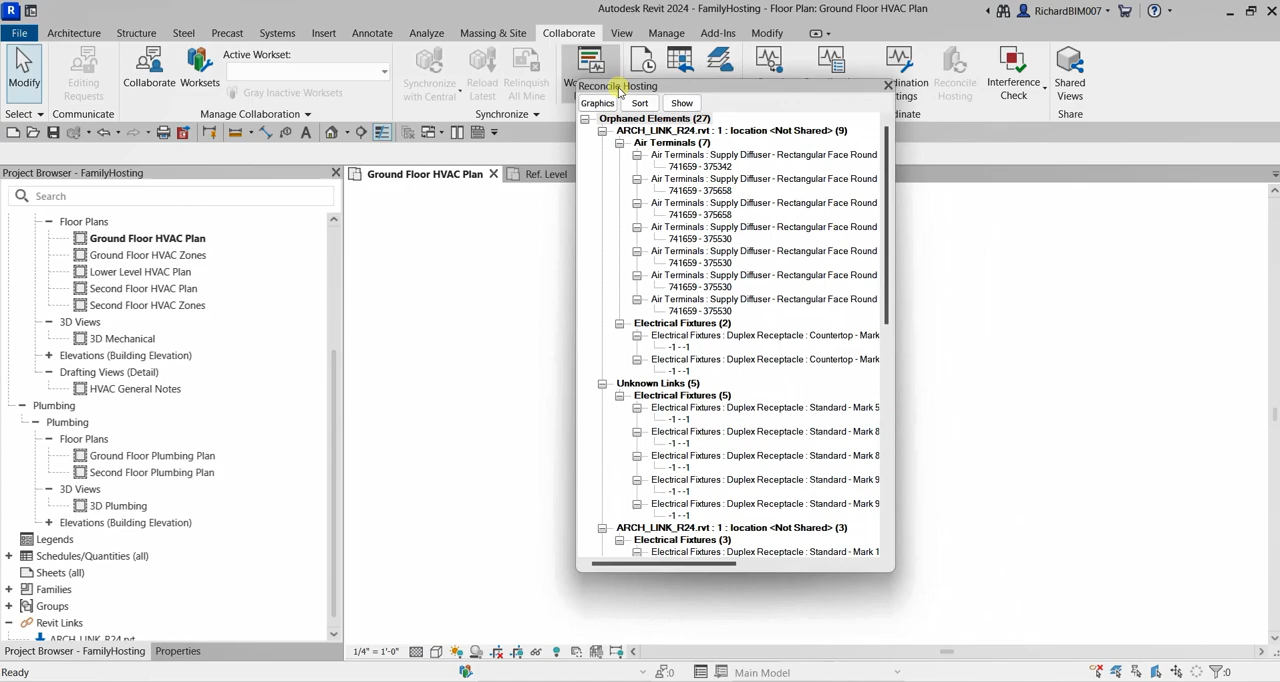 R
Autodesk Revit 2024 - FamilyHosting - Floor Plan: Ground Floor HVAC Plan
RichardBIM007
File Architecture Structure Steel Precast Systems Insert Annotate Analyze Massing & Site Collaborate View Manage Add-Ins Modify
Modify
Editing
Requests
Collaborate
Worksets
Active Workset:
Gray Inactive Worksets
Synchronize
with Central
Reload
Latest
Relinquish
All Mine
Reconcile
Hosting
Interference
Check
Shared
Views
Select Communicate Manage Collaboration Synchronize Share
Project Browser - FamilyHosting
Search
Floor Plans
Ground Floor HVAC Plan
Ground Floor HVAC Zones
Lower Level HVAC Plan
Second Floor HVAC Plan
Second Floor HVAC Zones
3D Views
3D Mechanical
Elevations (Building Elevation)
Drafting Views (Detail)
HVAC General Notes
Plumbing
Plumbing
Floor Plans
Ground Floor Plumbing Plan
Second Floor Plumbing Plan
3D Views
3D Plumbing
Elevations (Building Elevation)
Legends
Schedules/Quantities (all)
Sheets (all)
Families
Groups
Revit Links
ARCH_LINK_R24.rvt
Project Browser - FamilyHosting Properties
Ground Floor HVAC Plan
Ref. Level
Reconcile Hosting
Graphics Sort Show
Orphaned Elements (27)
ARCH_LINK_R24.rvt : 1 : location <Not Shared> (9)
Air Terminals (7)
Air Terminals : Supply Diffuser - Rectangular Face Round
741659 - 375342
Air Terminals : Supply Diffuser - Rectangular Face Round
741659 - 375658
Air Terminals : Supply Diffuser - Rectangular Face Round
741659 - 375658
Air Terminals : Supply Diffuser - Rectangular Face Round
741659 - 375530
Air Terminals : Supply Diffuser - Rectangular Face Round
741659 - 375530
Air Terminals : Supply Diffuser - Rectangular Face Round
741659 - 375530
Air Terminals : Supply Diffuser - Rectangular Face Round
741659 - 375530
Electrical Fixtures (2)
Electrical Fixtures : Duplex Receptacle : Countertop - Mark
-1 - -1
Electrical Fixtures : Duplex Receptacle : Countertop - Mark
-1 - -1
Unknown Links (5)
Electrical Fixtures (5)
Electrical Fixtures : Duplex Receptacle : Standard - Mark 5
-1 - -1
Electrical Fixtures : Duplex Receptacle : Standard - Mark 8
-1 - -1
Electrical Fixtures : Duplex Receptacle : Standard - Mark 8
-1 - -1
Electrical Fixtures : Duplex Receptacle : Standard - Mark 9
-1 - -1
Electrical Fixtures : Duplex Receptacle : Standard - Mark 9
-1 - -1
ARCH_LINK_R24.rvt : 1 : location <Not Shared> (3)
Electrical Fixtures (3)
Electrical Fixtures : Duplex Receptacle : Standard - Mark 1
1/4" = 1'-0"
Ready
:0
Main Model
:0